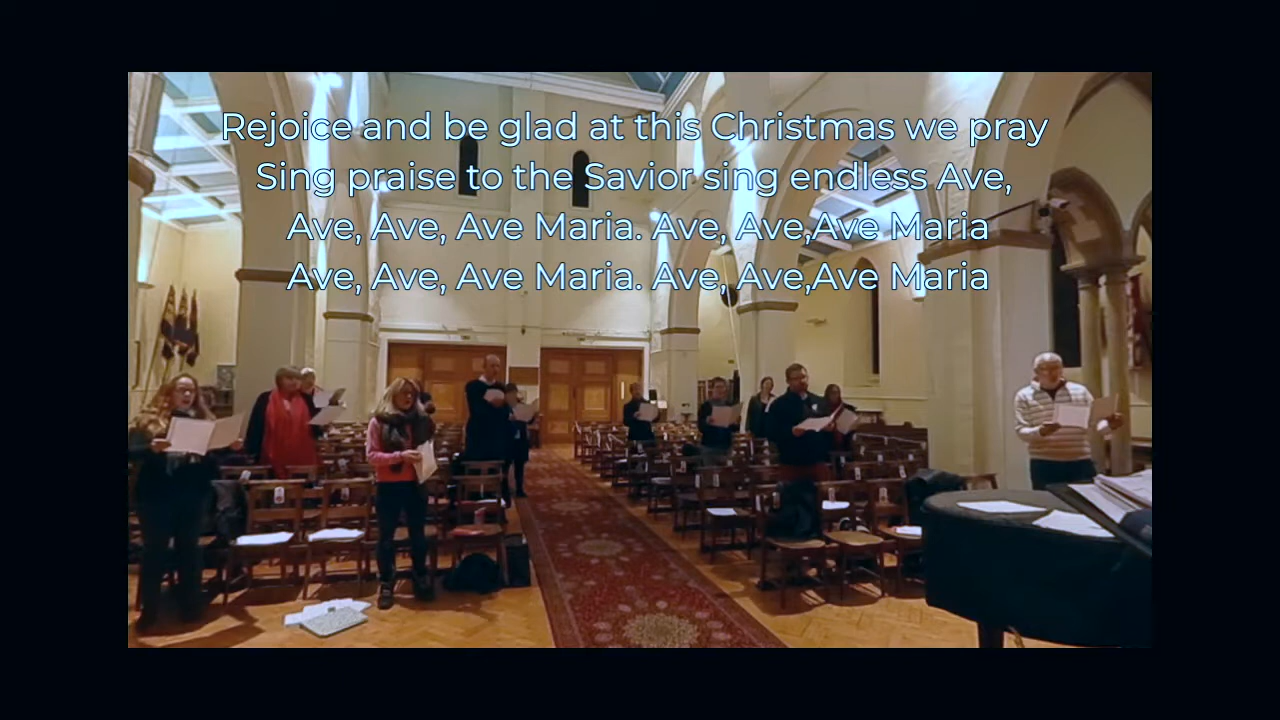 Rejoice and be glad at this Christmas we pray
Sing praise to the Savior sing endless Ave,
Ave, Ave, Ave Maria. Ave, Ave,Ave Maria
Ave, Ave, Ave Maria. Ave, Ave,Ave Maria